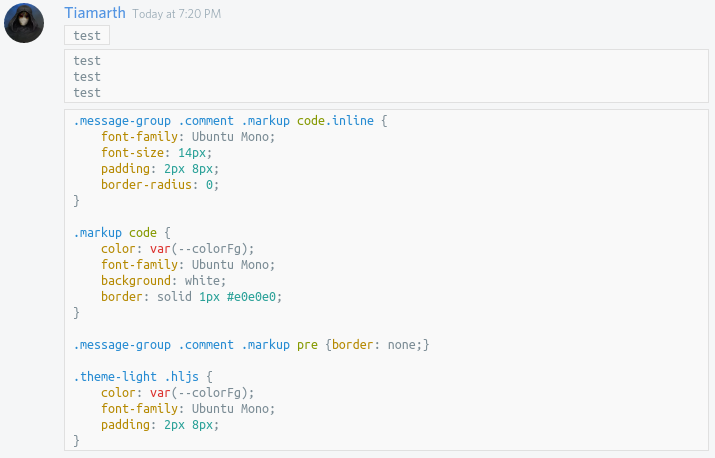 Tiamarth Today at 7:20 PM
test
test
test
test
.message-group .comment .markup code.inline {
    font-family: Ubuntu Mono;
    font-size: 14px;
    padding: 2px 8px;
    border-radius: 0;
}

.markup code {
    color: var(--colorFg);
    font-family: Ubuntu Mono;
    background: white;
    border: solid 1px #e0e0e0;
}

.message-group .comment .markup pre {border: none;}

.theme-light .hljs {
    color: var(--colorFg);
    font-family: Ubuntu Mono;
    padding: 2px 8px;
}